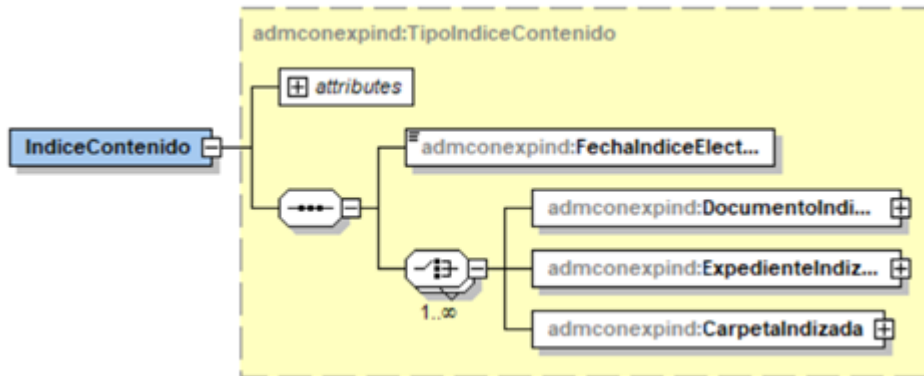 admconexpind:TipoIndiceContenido
attributes
IndiceContenido
admconexpind:FechaIndiceElect...
admconexpind:DocumentoIndi...
admconexpind:ExpedienteIndiz...
1..∞
admconexpind:CarpetaIndizada